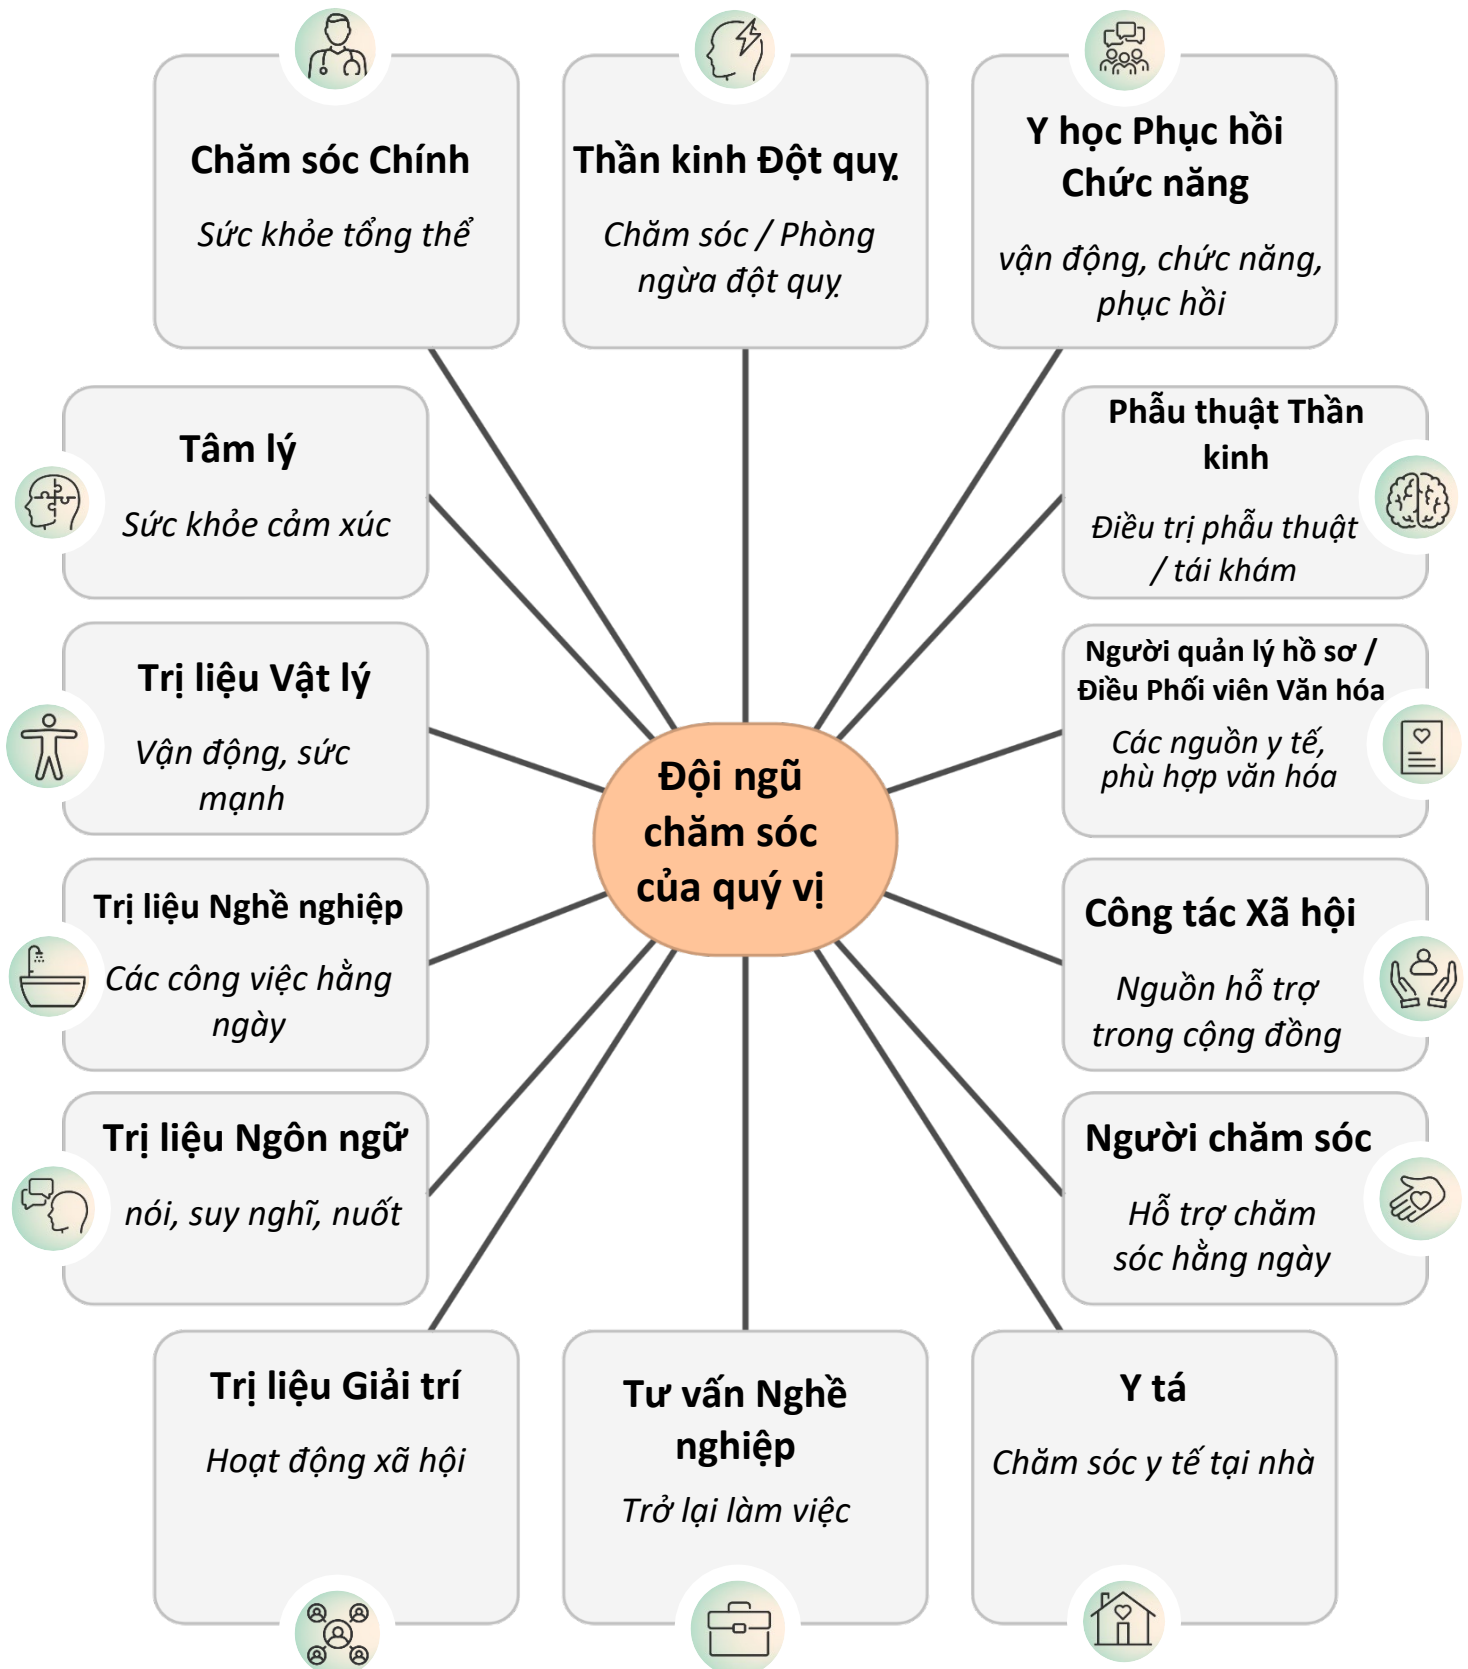 Chăm sóc Chính
Sức khỏe tổng thể
Thần kinh Đột quỵ
Chăm sóc / Phòng
ngừa đột quỵ
Y học Phục hồi
Chức năng
vận động, chức năng,
phục hồi
Tâm lý
Sức khỏe cảm xúc
Phẫu thuật Thần
kinh
Điều trị phẫu thuật
/ tái khám
Trị liệu Vật lý
Vận động, sức
mạnh
Người quản lý hồ sơ /
Điều Phối viên Văn hóa
Các nguồn y tế,
phù hợp văn hóa
Đội ngũ
chăm sóc
của quý vị
Trị liệu Nghề nghiệp
Các công việc hằng
ngày
Công tác Xã hội
Nguồn hỗ trợ
trong cộng đồng
Trị liệu Ngôn ngữ
nói, suy nghĩ, nuốt
Người chăm sóc
Hỗ trợ chăm
sóc hằng ngày
Trị liệu Giải trí
Hoạt động xã hội
Tư vấn Nghề
nghiệp
Trở lại làm việc
Y tá
Chăm sóc y tế tại nhà